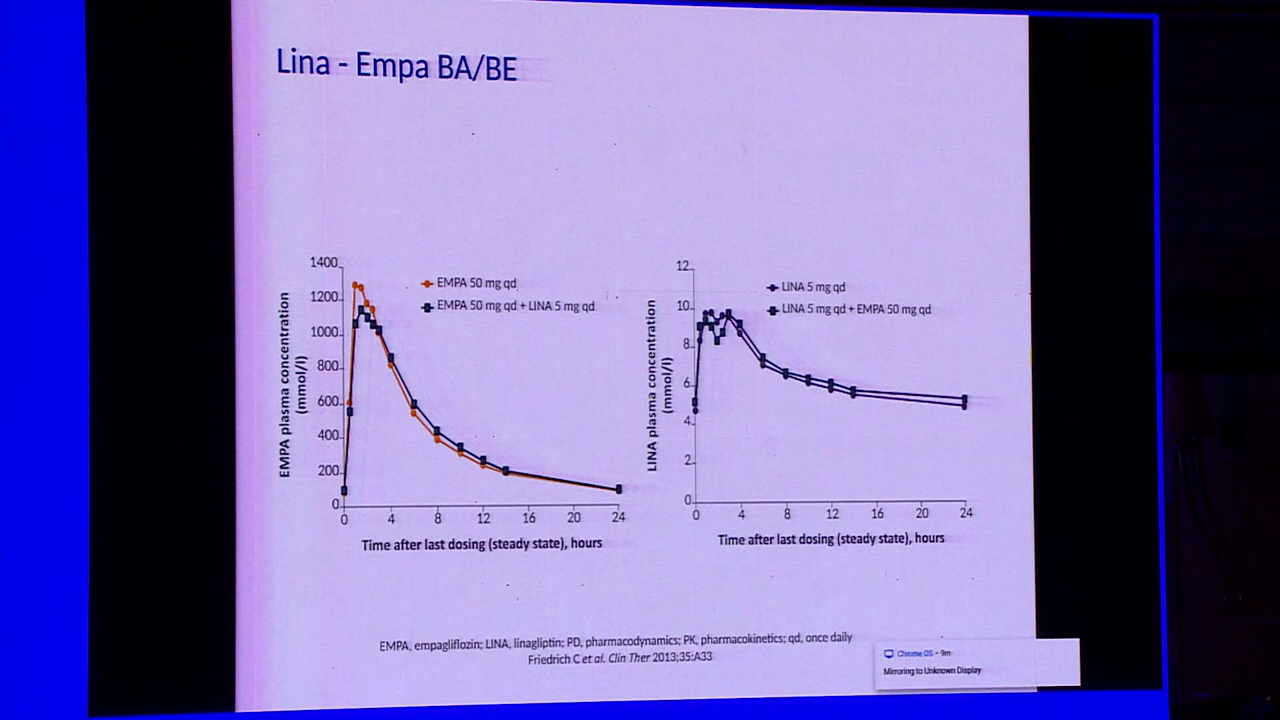 Lina - Empa BA/BE
1400
1200
1000
800
600
400
200
0
EMPA plasma concentration
(mmol/l)
EMPA 50 mg qd
EMPA 50 mg qd + LINA 5 mg qd
0 4 8 12 16 20 24
Time after last dosing (steady state), hours
12
10
8
6
4
2
0
LINA plasma concentration
(mmol/l)
LINA 5 mg qd
LINA 5 mg qd + EMPA 50 mg qd
0 4 8 12 16 20 24
Time after last dosing (steady state), hours
EMPA, empagliflozin; LINA, linagliptin; PD, pharmacodynamics; PK, pharmacokinetics; qd, once daily
Friedrich C et al. Clin Ther 2013;35:A33
Chrome OS • 9m
Mirroring to Unknown Display